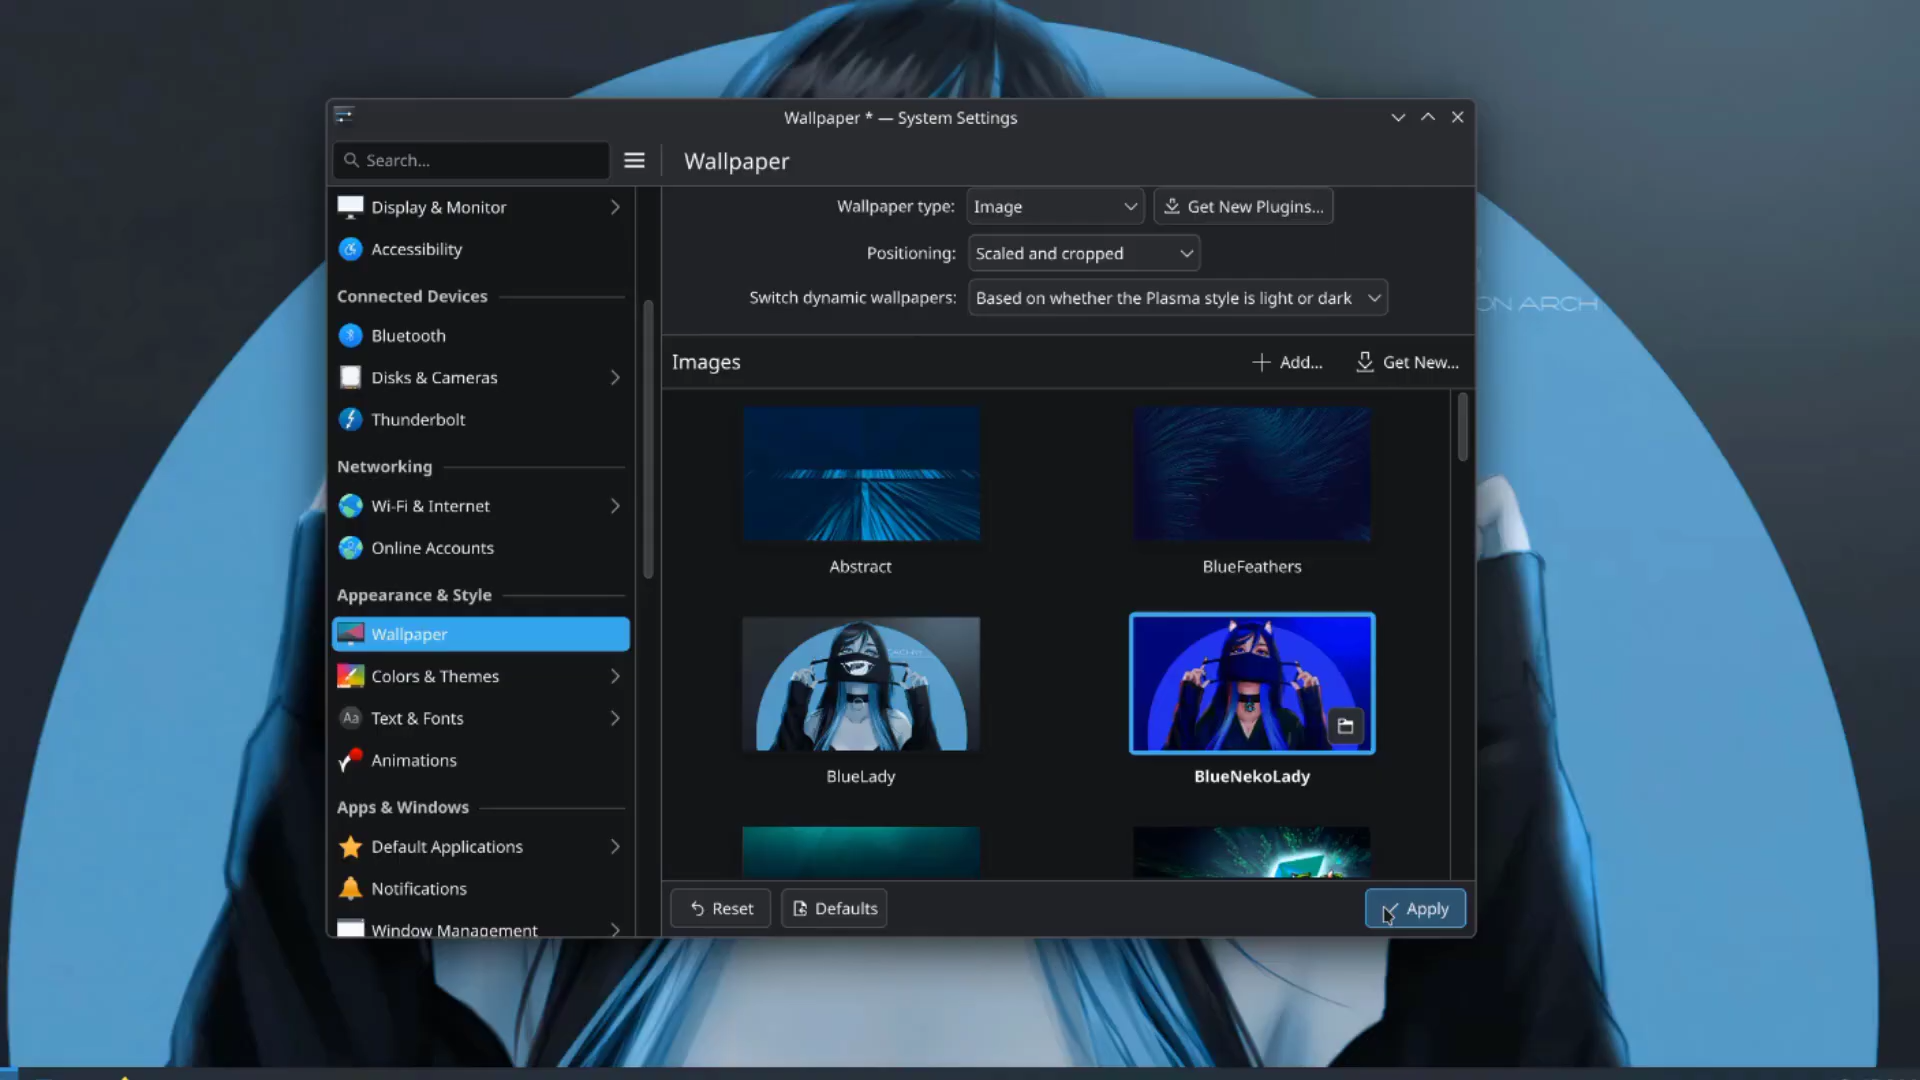 Wallpaper * — System Settings
Search...
Wallpaper
Display & Monitor
Accessibility
Connected Devices
Bluetooth
Disks & Cameras
Thunderbolt
Networking
Wi-Fi & Internet
Online Accounts
Appearance & Style
Wallpaper
Colors & Themes
Aa Text & Fonts
Animations
Apps & Windows
Default Applications
Notifications
Window Management
Wallpaper type: Image Get New Plugins...
Positioning: Scaled and cropped
Switch dynamic wallpapers: Based on whether the Plasma style is light or dark
Images Add... Get New...
Abstract BlueFeathers
BlueLady BlueNekoLady
Reset Defaults Apply
ON ARCH